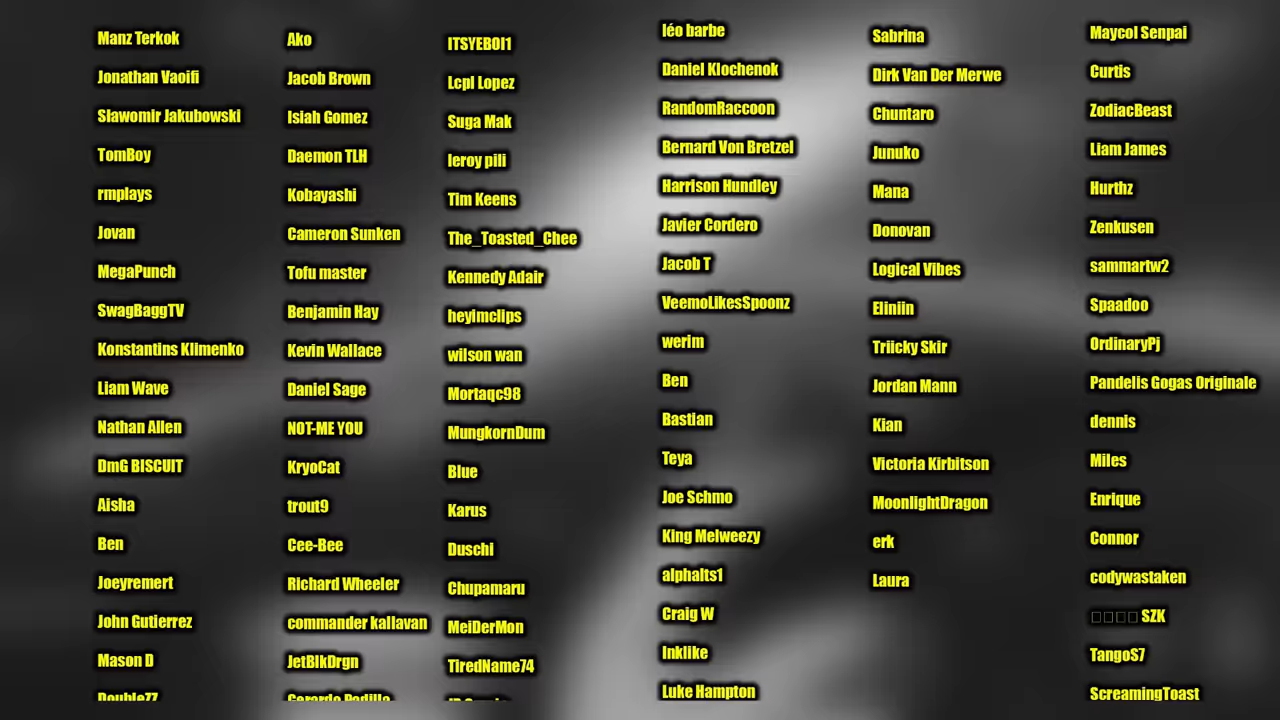 Manz Terkok
Jonathan Vaoifi
Slawomir Jakubowski
TomBoy
rmplays
Jovan
MegaPunch
SwagBaggTV
Konstantins Klimenko
Liam Wave
Nathan Allen
DmG BISCUIT
Aisha
Ben
Joeyremert
John Gutierrez
Mason D
Double77
Ako
Jacob Brown
Isiah Gomez
Daemon TLH
Kobayashi
Cameron Sunken
Tofu master
Benjamin Hay
Kevin Wallace
Daniel Sage
NOT-ME YOU
KryoCat
trout9
Cee-Bee
Richard Wheeler
commander kallavan
JetBlkDrgn
Gerardo Padilla
ITSYEBOI1
Lcpl Lopez
Suga Mak
leroy pili
Tim Keens
The_Toasted_Chee
Kennedy Adair
heyimclips
wilson wan
Mortaqc98
MungkornDum
Blue
Karus
Duschi
Chupamaru
MeiDerMon
TiredName74
léo barbe
Daniel Klochenok
RandomRaccoon
Bernard Von Bretzel
Harrison Hundley
Javier Cordero
Jacob T
VeemoLikesSpoonz
werim
Ben
Bastian
Teya
Joe Schmo
King Melweezy
alphalts1
Craig W
Inklike
Luke Hampton
Sabrina
Dirk Van Der Merwe
Chuntaro
Junuko
Mana
Donovan
Logical Vibes
Eliniin
Triicky Skir
Jordan Mann
Kian
Victoria Kirbitson
MoonlightDragon
erk
Laura
Maycol Senpai
Curtis
ZodiacBeast
Liam James
Hurthz
Zenkusen
sammartw2
Spaadoo
OrdinaryPj
Pandelis Gogas Originale
dennis
Miles
Enrique
Connor
codywastaken
SZK
TangoS7
ScreamingToast